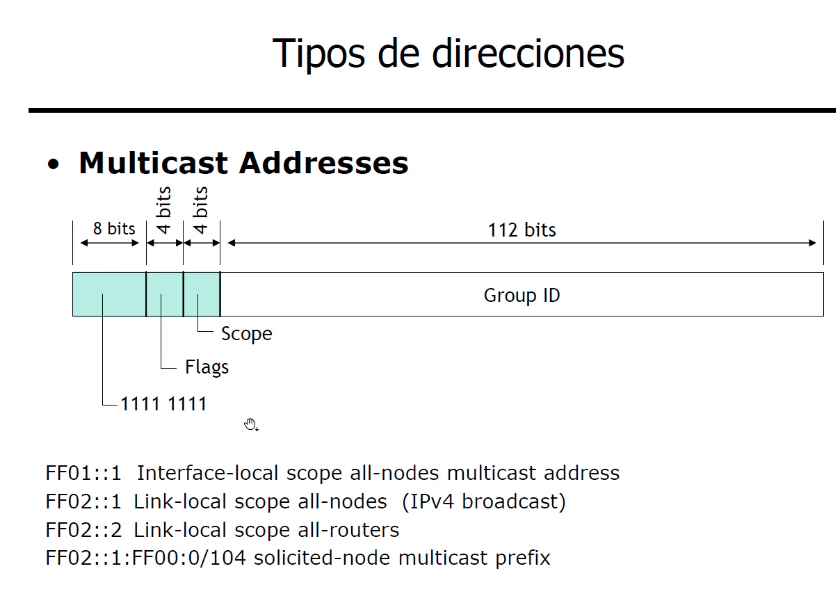 Tipos de direcciones
• Multicast Addresses
8 bits
4 bits
4 bits
112 bits
Group ID
Scope
Flags
1111 1111
FF01::1 Interface-local scope all-nodes multicast address
FF02::1 Link-local scope all-nodes (IPv4 broadcast)
FF02::2 Link-local scope all-routers
FF02::1:FF00:0/104 solicited-node multicast prefix